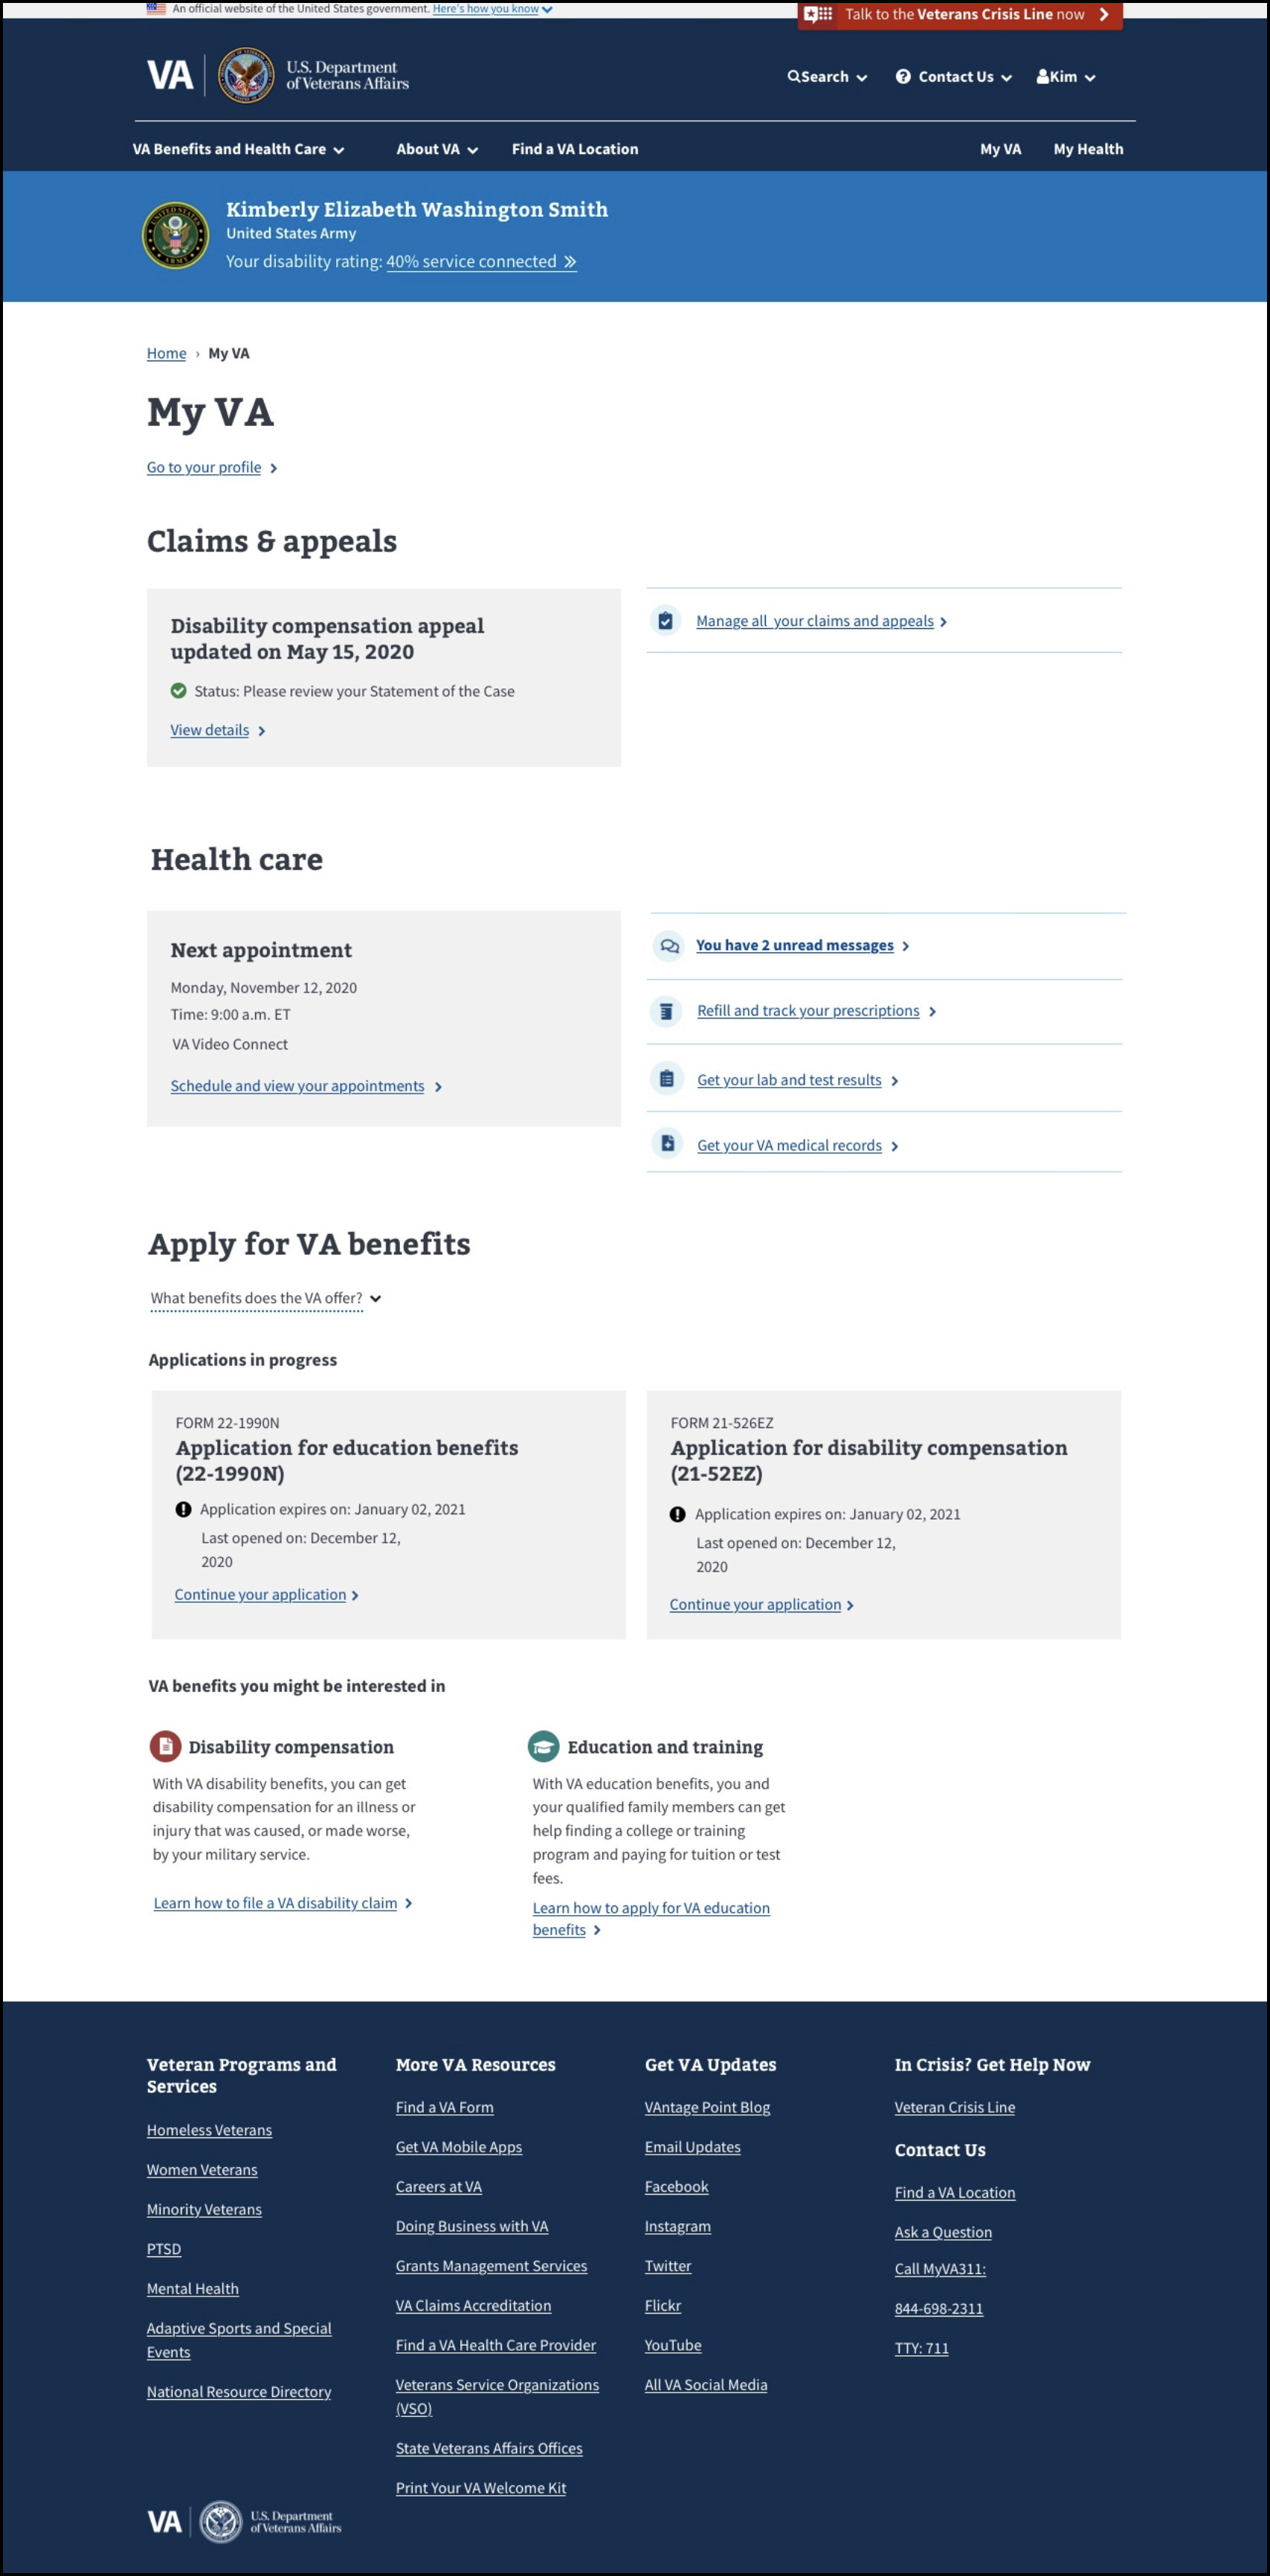 An official website of the United States government. Here's how you know
Talk to the Veterans Crisis Line now
VA
U.S. Department
of Veterans Affairs
Search
Contact Us
Kim
VA Benefits and Health Care
About VA
Find a VA Location
My VA
My Health
Kimberly Elizabeth Washington Smith
United States Army
Your disability rating: 40% service connected
Home › My VA
My VA
Go to your profile
Claims & appeals
Disability compensation appeal
updated on May 15, 2020
Status: Please review your Statement of the Case
View details
Manage all your claims and appeals
Health care
Next appointment
Monday, November 12, 2020
Time: 9:00 a.m. ET
VA Video Connect
Schedule and view your appointments
You have 2 unread messages
Refill and track your prescriptions
Get your lab and test results
Get your VA medical records
Apply for VA benefits
What benefits does the VA offer?
Applications in progress
FORM 22-1990N
Application for education benefits
(22-1990N)
Application expires on: January 02, 2021
Last opened on: December 12,
2020
Continue your application
FORM 21-526EZ
Application for disability compensation
(21-52EZ)
Application expires on: January 02, 2021
Last opened on: December 12,
2020
Continue your application
VA benefits you might be interested in
Disability compensation
With VA disability benefits, you can get
disability compensation for an illness or
injury that was caused, or made worse,
by your military service.
Learn how to file a VA disability claim
Education and training
With VA education benefits, you and
your qualified family members can get
help finding a college or training
program and paying for tuition or test
fees.
Learn how to apply for VA education
benefits
Veteran Programs and
Services
Homeless Veterans
Women Veterans
Minority Veterans
PTSD
Mental Health
Adaptive Sports and Special
Events
National Resource Directory
More VA Resources
Find a VA Form
Get VA Mobile Apps
Careers at VA
Doing Business with VA
Grants Management Services
VA Claims Accreditation
Find a VA Health Care Provider
Veterans Service Organizations
(VSO)
State Veterans Affairs Offices
Print Your VA Welcome Kit
Get VA Updates
VAntage Point Blog
Email Updates
Facebook
Instagram
Twitter
Flickr
YouTube
All VA Social Media
In Crisis? Get Help Now
Veteran Crisis Line
Contact Us
Find a VA Location
Ask a Question
Call MyVA311:
844-698-2311
TTY: 711
VA
U.S. Department
of Veterans Affairs